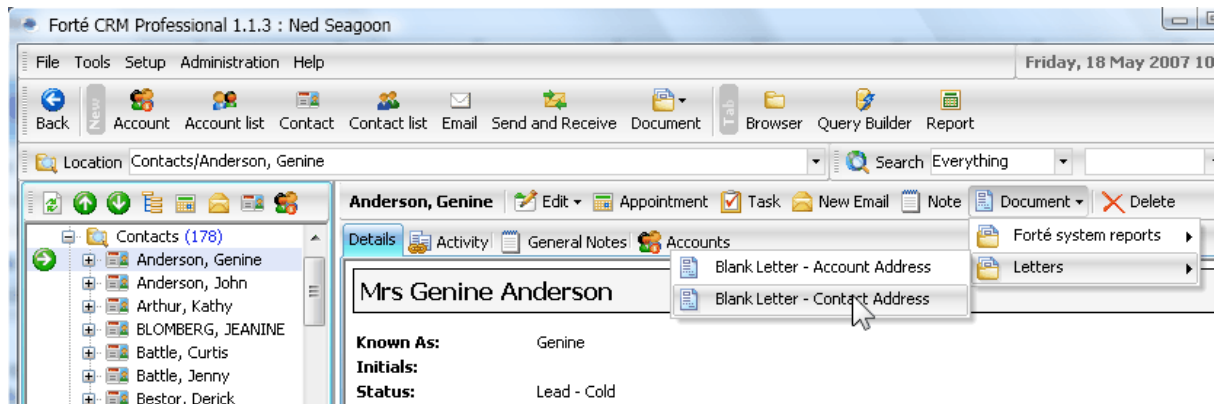 Forté CRM Professional 1.1.3 : Ned Seagoon
File Tools Setup Administration Help
Friday, 18 May 2007 10
Back New Account Account list Contact Contact list Email Send and Receive Document Tab Browser Query Builder Report
Location Contacts/Anderson, Genine
Search Everything
Anderson, Genine Edit Appointment Task New Email Note Document Delete
Contacts (178)
Anderson, Genine
Anderson, John
Arthur, Kathy
BLOMBERG, JEANINE
Battle, Curtis
Battle, Jenny
Bestor, Derick
Details Activity General Notes Accounts
Forté system reports
Letters
Blank Letter - Account Address
Blank Letter - Contact Address
Mrs Genine Anderson
Known As: Genine
Initials:
Status: Lead - Cold